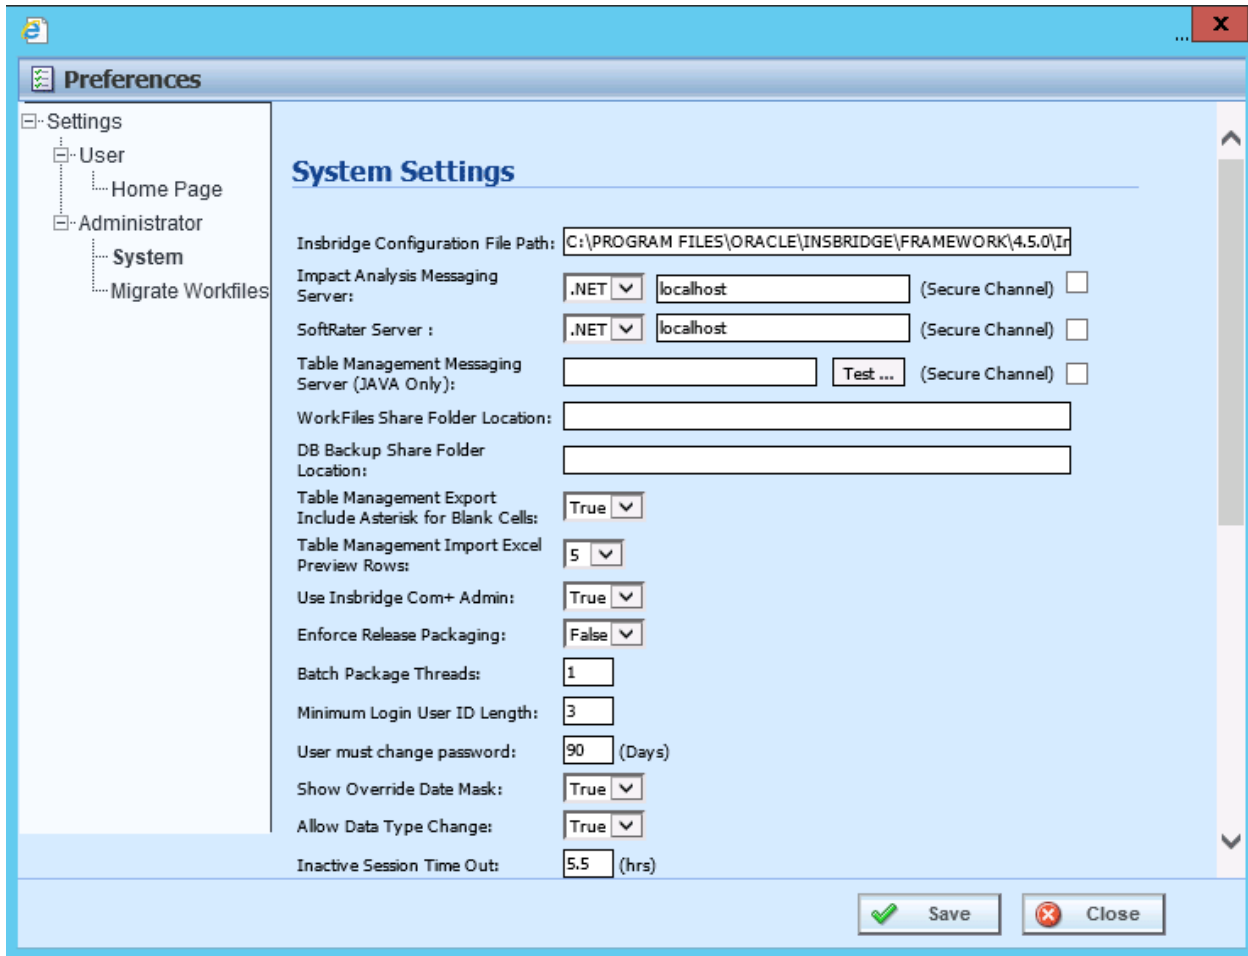 ...
X
Preferences
Settings
User
Home Page
Administrator
System
Migrate Workfiles
System Settings
Insbridge Configuration File Path: C:\PROGRAM FILES\ORACLE\INSBRIDGE\FRAMEWORK\4.5.0\In
Impact Analysis Messaging
Server: .NET localhost (Secure Channel)
SoftRater Server : .NET localhost (Secure Channel)
Table Management Messaging
Server (JAVA Only): Test ... (Secure Channel)
WorkFiles Share Folder Location:
DB Backup Share Folder
Location:
Table Management Export
Include Asterisk for Blank Cells: True
Table Management Import Excel
Preview Rows: 5
Use Insbridge Com+ Admin: True
Enforce Release Packaging: False
Batch Package Threads: 1
Minimum Login User ID Length: 3
User must change password: 90 (Days)
Show Override Date Mask: True
Allow Data Type Change: True
Inactive Session Time Out: 5.5 (hrs)
Save Close